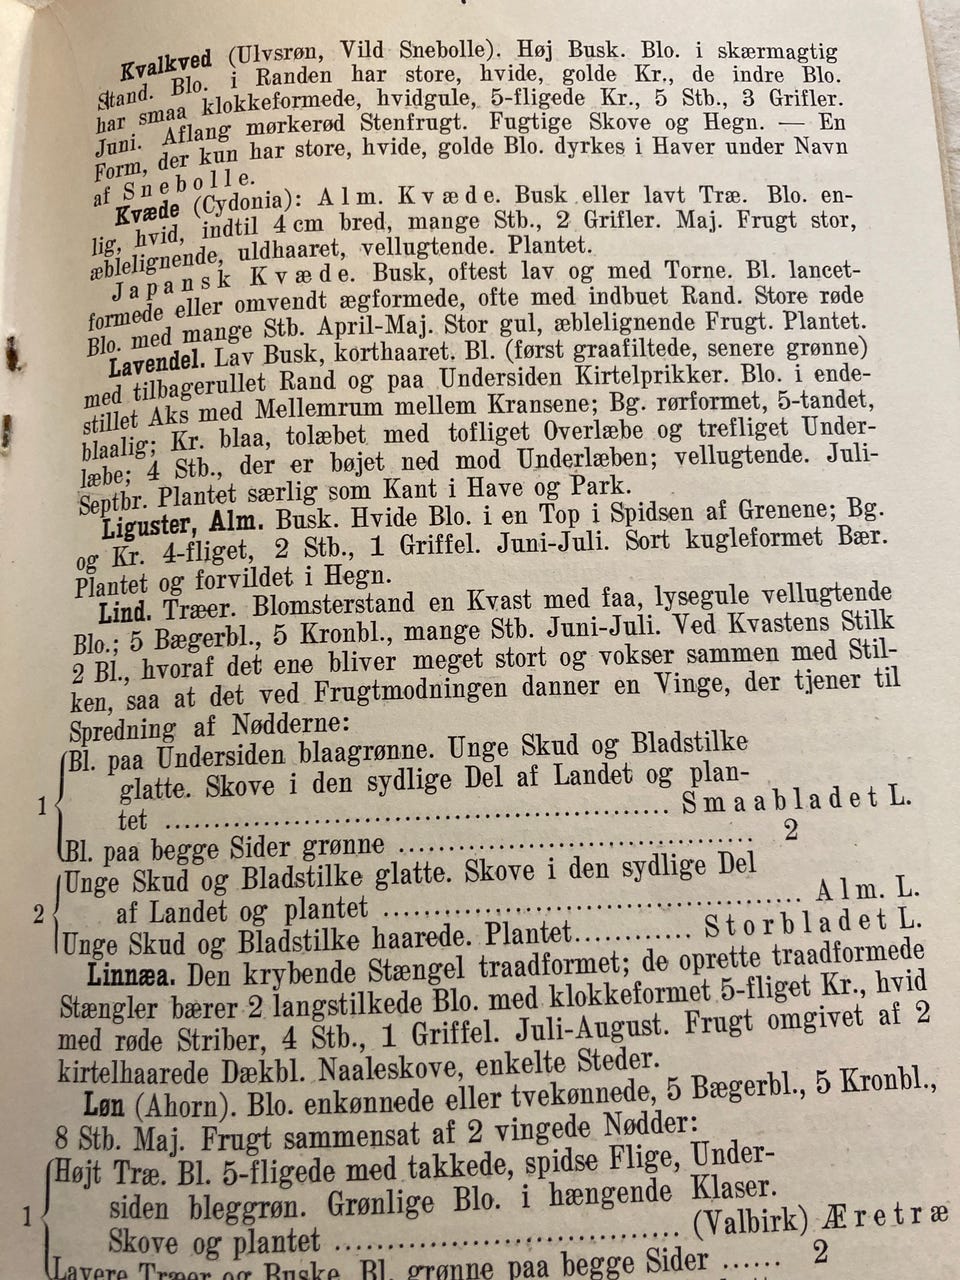 Kvalkved (Ulvsrøn, Vild Snebolle). Høj Busk. Blo. i skærmagtig
Stand. Blo. i Randen har store, hvide, golde Kr., de indre Blo.
har smaa klokkeformede, hvidgule, 5-fligede Kr., 5 Stb., 3 Grifler.
Juni. Aflang mørkerød Stenfrugt. Fugtige Skove og Hegn. — En
Form, der kun har store, hvide, golde Blo. dyrkes i Haver under Navn
af Snebolle.
Kvæde (Cydonia): Alm. Kvæde. Busk eller lavt Træ. Blo. en-
lig, hvid, indtil 4 cm bred, mange Stb., 2 Grifler. Maj. Frugt stor,
æblelignende, uldhaaret, vellugtende. Plantet.
Japansk Kvæde. Busk, oftest lav og med Torne. Bl. lancet-
formede eller omvendt ægformede, ofte med indbuet Rand. Store røde
Blo. med mange Stb. April-Maj. Stor gul, æblelignende Frugt. Plantet.
Lavendel. Lav Busk, korthaaret. Bl. (først graafiltede, senere grønne)
med tilbagerullet Rand og paa Undersiden Kirtelprikker. Blo. i ende-
stillet Aks med Mellemrum mellem Kransene; Bg. rørformet, 5-tandet,
blaalig; Kr. blaa, tolæbet med tofliget Overlæbe og trefliget Under-
læbe; 4 Stb., der er bøjet ned mod Underlæben; vellugtende. Juli-
Septbr. Plantet særlig som Kant i Have og Park.
Liguster, Alm. Busk. Hvide Blo. i en Top i Spidsen af Grenene; Bg.
og Kr. 4-fliget, 2 Stb., 1 Griffel. Juni-Juli. Sort kugleformet Bær.
Plantet og forvildet i Hegn.
Lind. Træer. Blomsterstand en Kvast med faa, lysegule vellugtende
Blo.; 5 Bægerbl., 5 Kronbl., mange Stb. Juni-Juli. Ved Kvastens Stilk
2 Bl., hvoraf det ene bliver meget stort og vokser sammen med Stil-
ken, saa at det ved Frugtmodningen danner en Vinge, der tjener til
Spredning af Nødderne:
Bl. paa Undersiden blaagrønne. Unge Skud og Bladstilke
glatte. Skove i den sydlige Del af Landet og plan-
1 tet .................................................. Smaabladet L.
Bl. paa begge Sider grønne .................................... 2
Unge Skud og Bladstilke glatte. Skove i den sydlige Del
2 af Landet og plantet .......................................... Alm. L.
Unge Skud og Bladstilke haarede. Plantet............ Storbladet L.
Linnæa. Den krybende Stængel traadformet; de oprette traadformede
Stængler bærer 2 langstilkede Blo. med klokkeformet 5-fliget Kr., hvid
med røde Striber, 4 Stb., 1 Griffel. Juli-August. Frugt omgivet af 2
kirtelhaarede Dækbl. Naaleskove, enkelte Steder.
Løn (Ahorn). Blo. enkønnede eller tvekønnede, 5 Bægerbl., 5 Kronbl.,
8 Stb. Maj. Frugt sammensat af 2 vingede Nødder:
Højt Træ. Bl. 5-fligede med takkede, spidse Flige, Under-
1 siden bleggrøn. Grønlige Blo. i hængende Klaser.
Skove og plantet .................................. (Valbirk) Æretræ
Lavere Træer og Buske. Bl. grønne paa begge Sider ...... 2